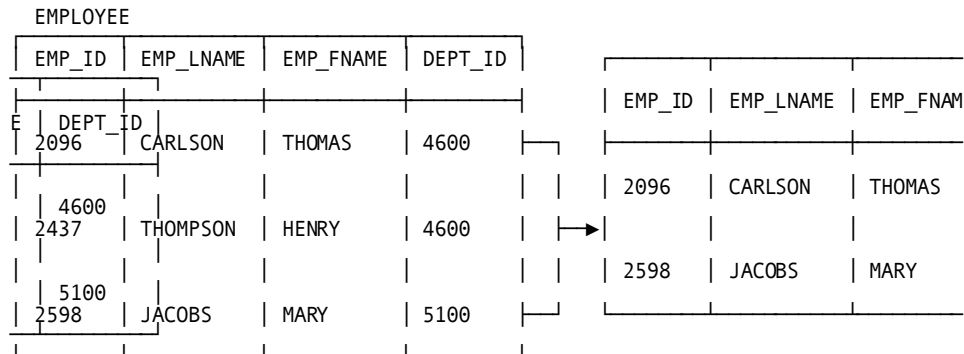 EMPLOYEE
EMP_ID EMP_LNAME EMP_FNAME DEPT_ID
EMP_ID EMP_LNAME EMP_FNAM
E DEPT_ID
2096 CARLSON THOMAS 4600
2096 CARLSON THOMAS
4600
2437 THOMPSON HENRY 4600
2598 JACOBS MARY
5100
2598 JACOBS MARY 5100